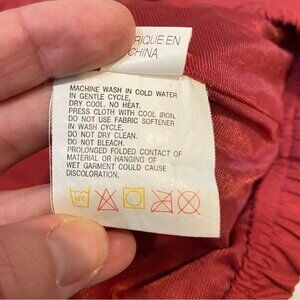 RIQUE EN
CHINA
MACHINE WASH IN COLD WATER
IN GENTLE CYCLE.
DRY COOL. NO HEAT.
PRESS CLOTH WITH COOL IRON.
DO NOT USE FABRIC SOFTENER
IN WASH CYCLE.
DO NOT DRY CLEAN.
DO NOT BLEACH.
PROLONGED FOLDED CONTACT OF
MATERIAL OR HANGING OF
WET GARMENT COULD CAUSE
DISCOLORATION.